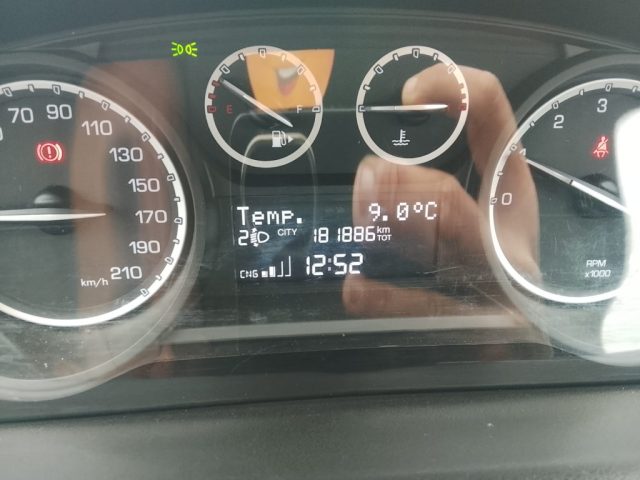 70 90 110 130 150 170 190 210
km/h
E F
0 1 2 3
RPM
x1000
Temp. 9.0°C
2 CITY 181886 km TOT
CNG 12:52